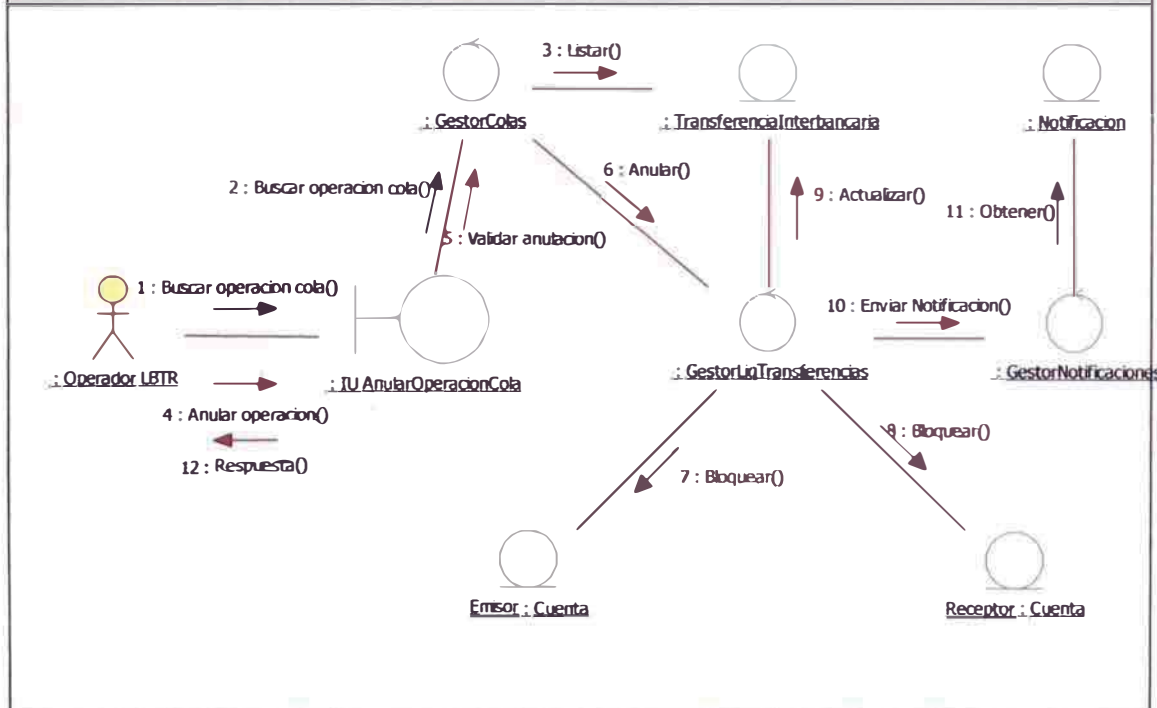 3 : Listar()
: GestorColas
: TransferenciaInterbancaria
: Notificacion
2 : Buscar operacion cola()
6 : Anular()
9 : Actualizar()
11 : Obtener()
5 : Validar anulacion()
1 : Buscar operacion cola()
10 : Enviar Notificacion()
: Operador LBTR
: IU AnularOperacionCola
: GestorLiqTransferencias
: GestorNotificaciones
4 : Anular operacion()
8 : Bloquear()
12 : Respuesta()
7 : Bloquear()
Emisor : Cuenta
Receptor : Cuenta